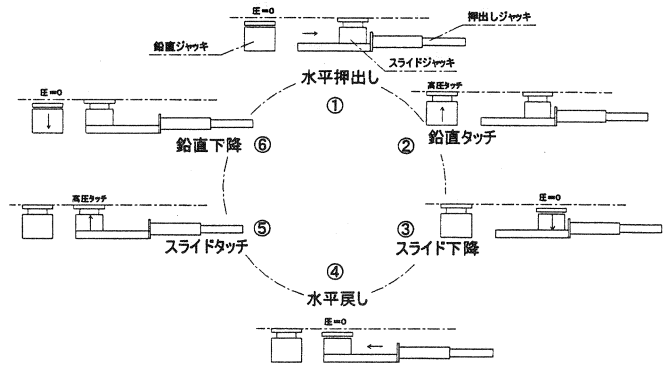 圧=0
押出しジャッキ
鉛直ジャッキ
→
スライドジャッキ
水平押出し
①
圧=0
↓
鉛直下降 ⑥
高圧タッチ
↑
② 鉛直タッチ
高圧タッチ
↑
⑤
スライドタッチ
圧=0
↓
③
スライド下降
④
水平戻し
圧=0
←